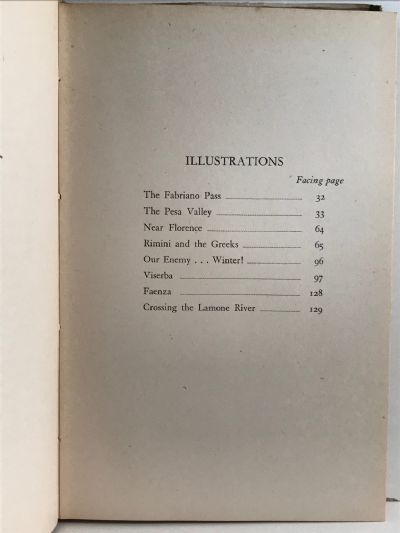 ILLUSTRATIONS
Facing page
The Fabriano Pass 32
The Pesa Valley 33
Near Florence 64
Rimini and the Greeks 65
Our Enemy . . . Winter! 96
Viserba 97
Faenza 128
Crossing the Lamone River 129